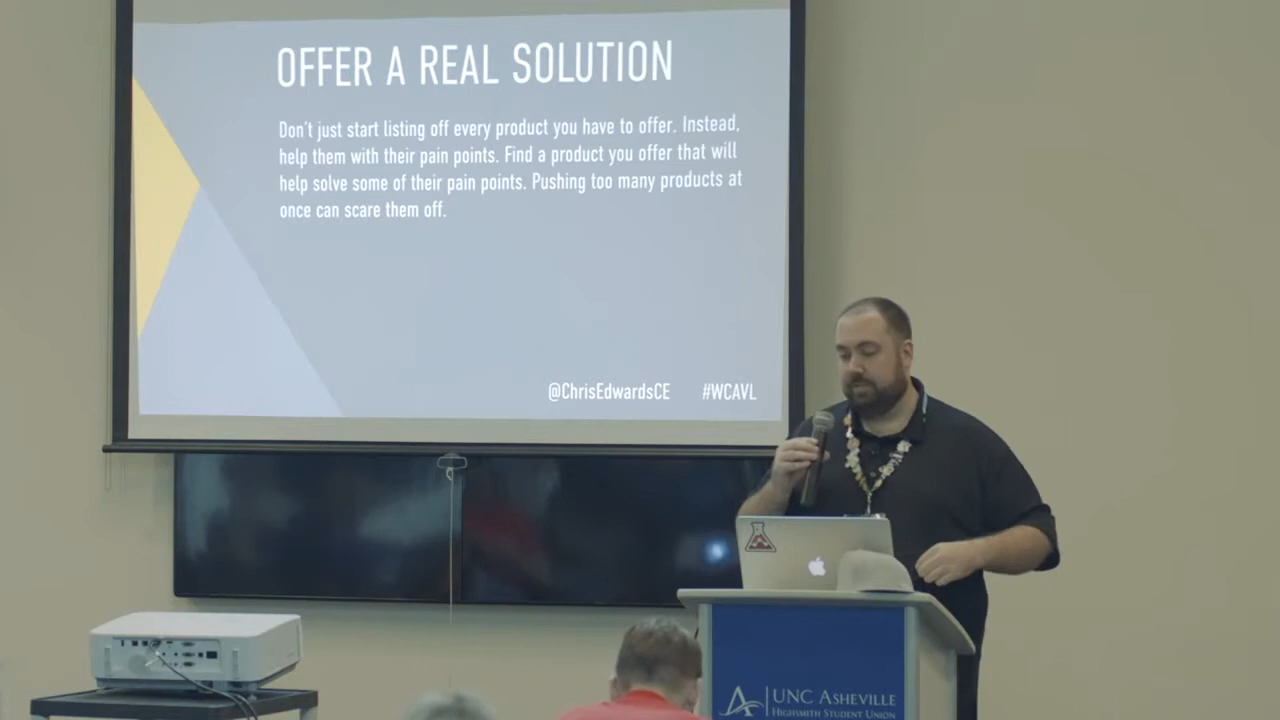 OFFER A REAL SOLUTION
Don't just start listing off every product you have to offer. Instead,
help them with their pain points. Find a product you offer that will
help solve some of their pain points. Pushing too many products at
once can scare them off.
@ChrisEdwardsCE #WCAVL
UNC ASHEVILLE
HIGHSMITH STUDENT UNION